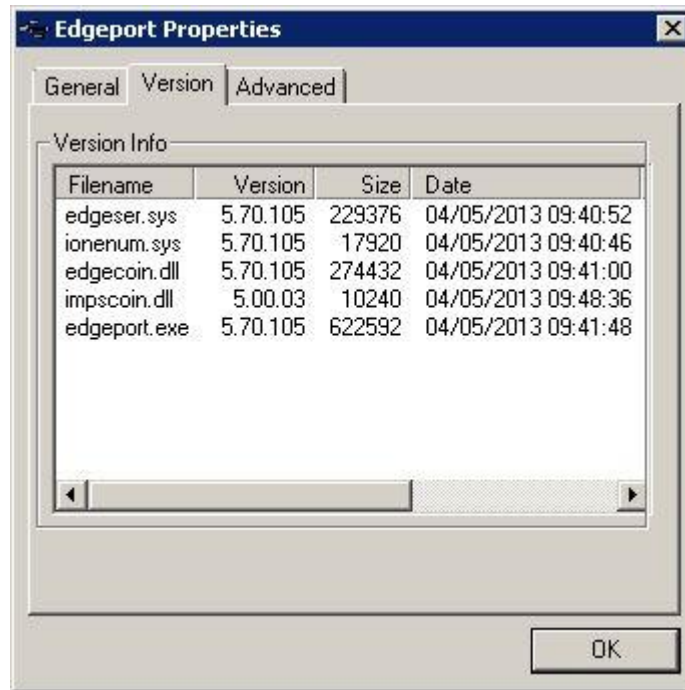 Edgeport Properties
General Version Advanced
Version Info
Filename Version Size Date
edgeser.sys 5.70.105 229376 04/05/2013 09:40:52
ionenum.sys 5.70.105 17920 04/05/2013 09:40:46
edgecoin.dll 5.70.105 274432 04/05/2013 09:41:00
impscoin.dll 5.00.03 10240 04/05/2013 09:48:36
edgeport.exe 5.70.105 622592 04/05/2013 09:41:48
OK